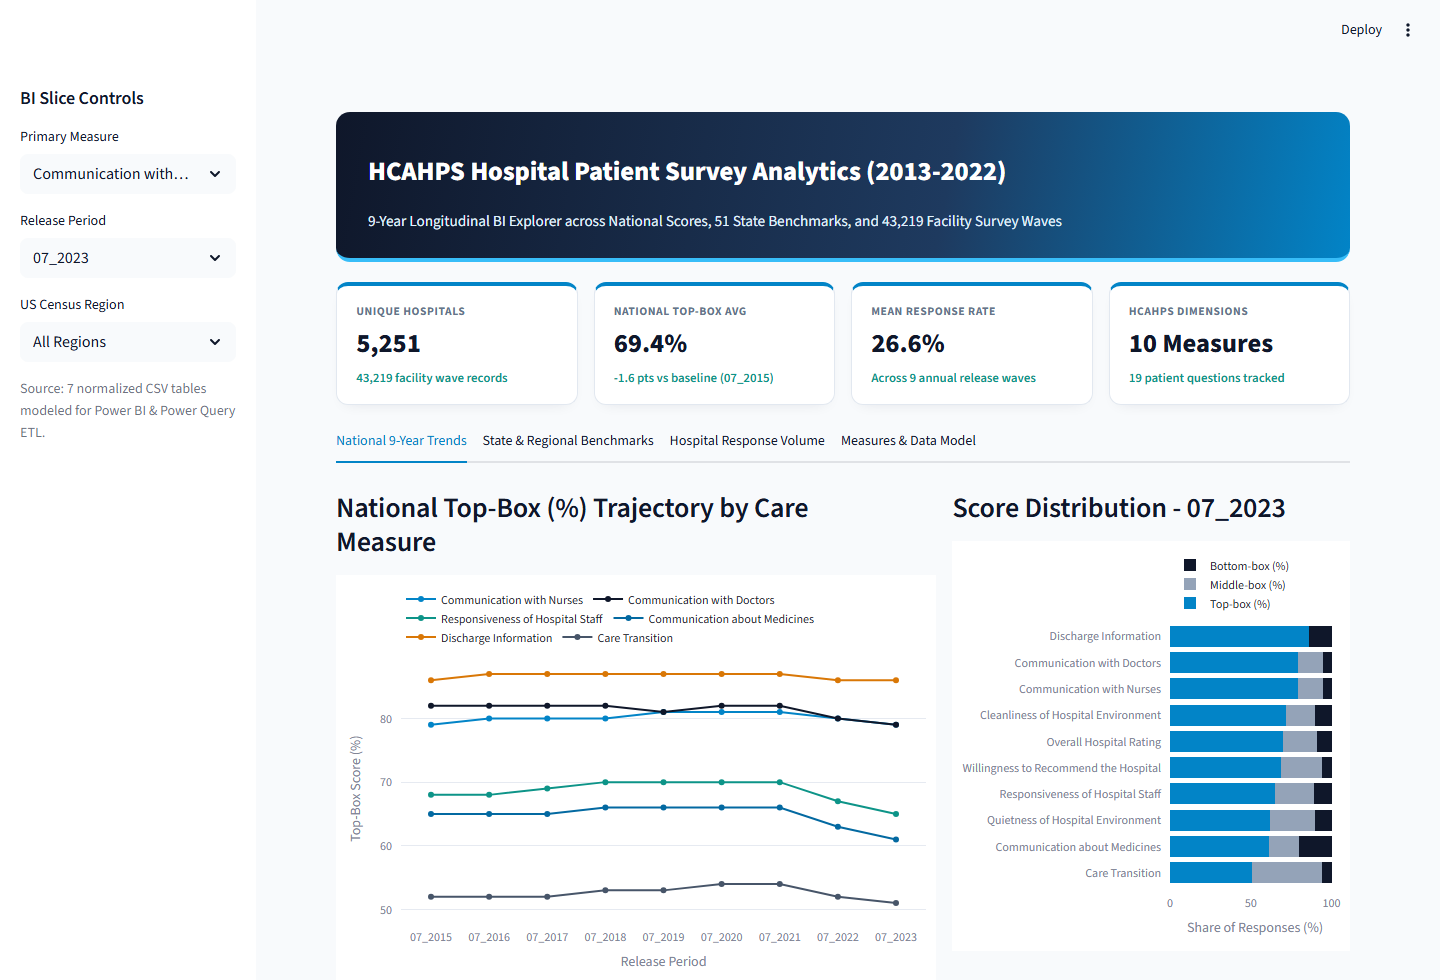 Deploy
BI Slice Controls
Primary Measure
Communication with...
Release Period
07_2023
US Census Region
All Regions
Source: 7 normalized CSV tables
modeled for Power BI & Power Query
ETL.
HCAHPS Hospital Patient Survey Analytics (2013-2022)
9-Year Longitudinal BI Explorer across National Scores, 51 State Benchmarks, and 43,219 Facility Survey Waves
UNIQUE HOSPITALS
5,251
43,219 facility wave records
NATIONAL TOP-BOX AVG
69.4%
-1.6 pts vs baseline (07_2015)
MEAN RESPONSE RATE
26.6%
Across 9 annual release waves
HCAHPS DIMENSIONS
10 Measures
19 patient questions tracked
National 9-Year Trends
State & Regional Benchmarks
Hospital Response Volume
Measures & Data Model
National Top-Box (%) Trajectory by Care
Measure
Communication with Nurses
Communication with Doctors
Responsiveness of Hospital Staff
Communication about Medicines
Discharge Information
Care Transition
Top-Box Score (%)
80
70
60
50
07_2015
07_2016
07_2017
07_2018
07_2019
07_2020
07_2021
07_2022
07_2023
Release Period
Score Distribution - 07_2023
Bottom-box (%)
Middle-box (%)
Top-box (%)
Discharge Information
Communication with Doctors
Communication with Nurses
Cleanliness of Hospital Environment
Overall Hospital Rating
Willingness to Recommend the Hospital
Responsiveness of Hospital Staff
Quietness of Hospital Environment
Communication about Medicines
Care Transition
0
50
100
Share of Responses (%)